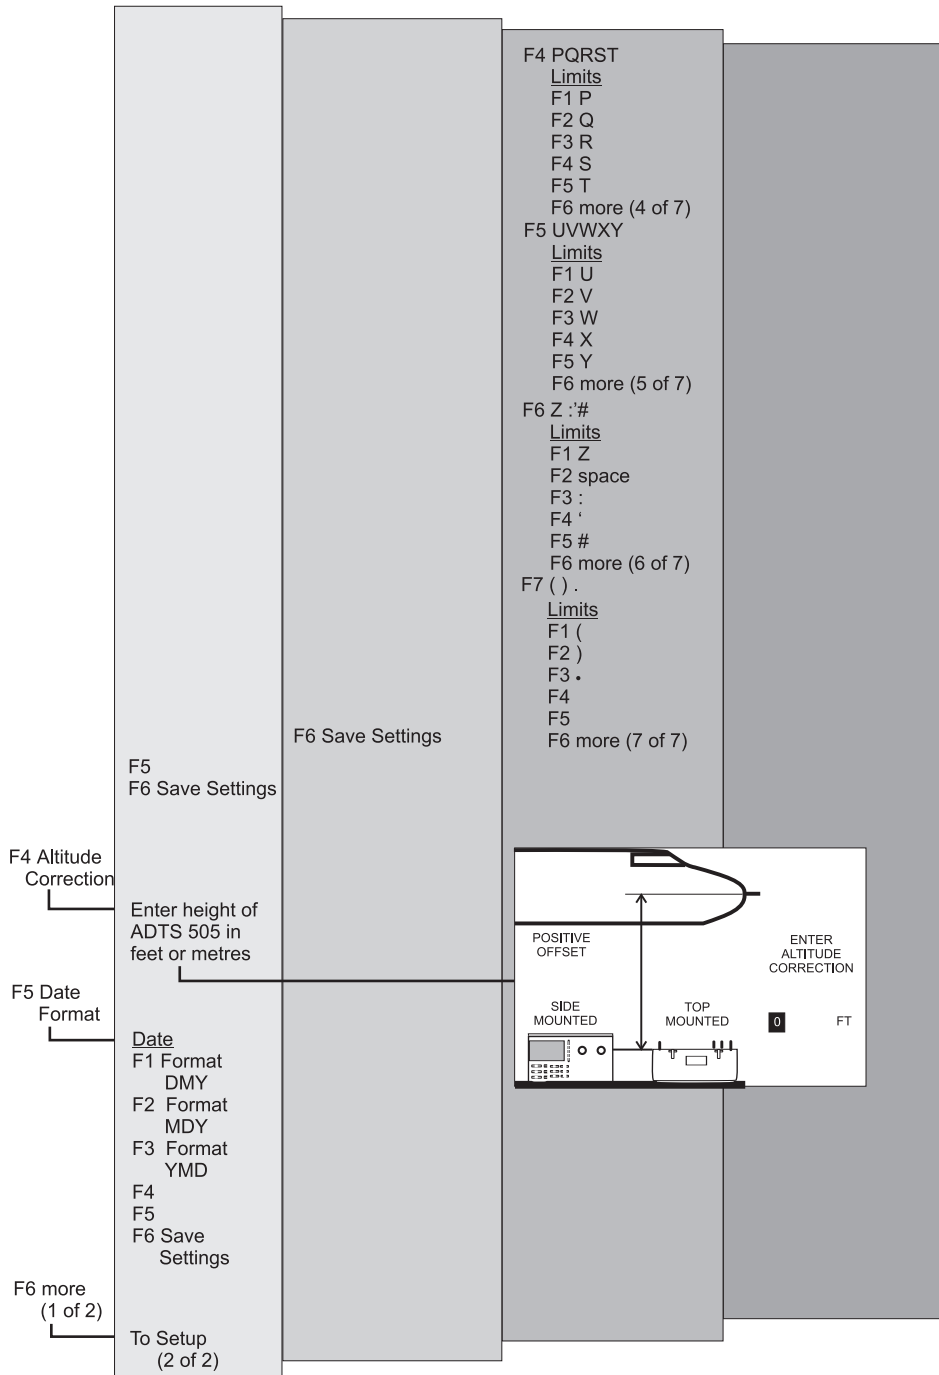 F4 PQRST
Limits
F1 P
F2 Q
F3 R
F4 S
F5 T
F6 more (4 of 7)
F5 UVWXY
Limits
F1 U
F2 V
F3 W
F4 X
F5 Y
F6 more (5 of 7)
F6 Z :'#
Limits
F1 Z
F2 space
F3 :
F4 ‘
F5 #
F6 more (6 of 7)
F7 ( ) .
Limits
F1 (
F2 )
F3 •
F4
F5
F6 more (7 of 7)
F6 Save Settings
F5
F6 Save Settings
F4 Altitude
Correction
Enter height of
ADTS 505 in
feet or metres
POSITIVE
OFFSET
ENTER
ALTITUDE
CORRECTION
SIDE
MOUNTED
TOP
MOUNTED
0 FT
F5 Date
Format
Date
F1 Format
DMY
F2 Format
MDY
F3 Format
YMD
F4
F5
F6 Save
Settings
F6 more
(1 of 2)
To Setup
(2 of 2)